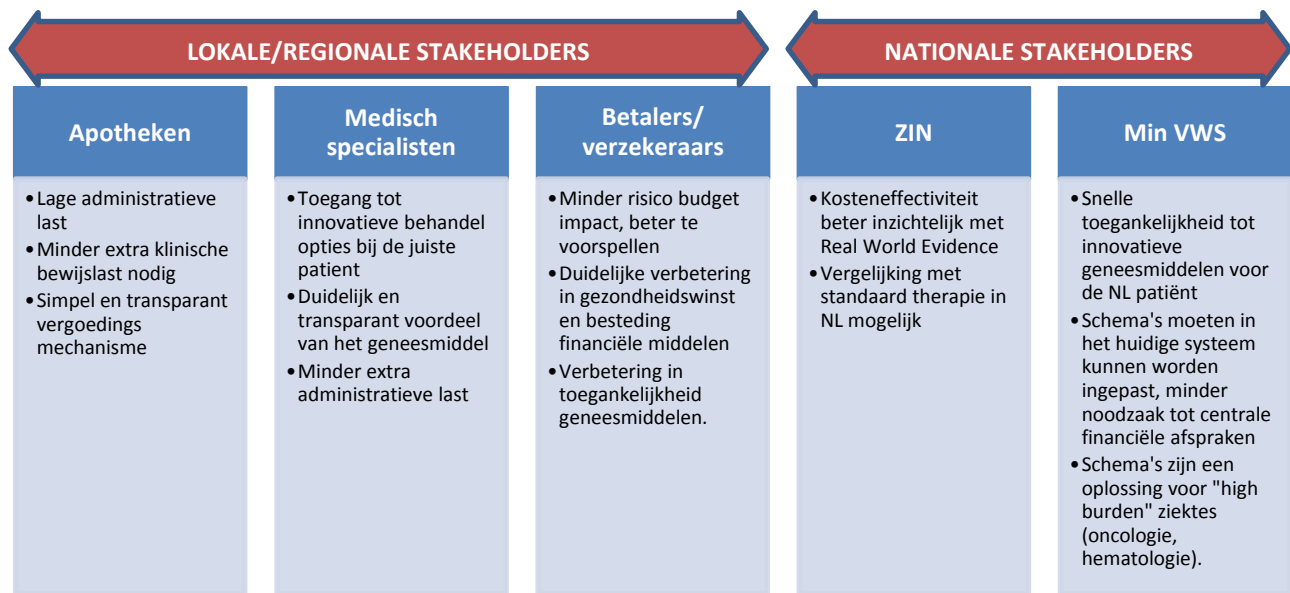 LOKALE/REGIONALE STAKEHOLDERS
NATIONALE STAKEHOLDERS
Apotheken
•Lage administratieve
last
•Minder extra klinische
bewijslast nodig
•Simpel en transparant
vergoedings
mechanisme
Medisch
specialisten
•Toegang tot
innovatieve behandel
opties bij de juiste
patient
•Duidelijk en
transparant voordeel
van het geneesmiddel
•Minder extra
administratieve last
Betalers/
verzekeraars
•Minder risico budget
impact, beter te
voorspellen
•Duidelijke verbetering
in gezondheidswinst
en besteding
financiële middelen
•Verbetering in
toegankelijkheid
geneesmiddelen.
ZIN
•Kosteneffectiviteit
beter inzichtelijk met
Real World Evidence
•Vergelijking met
standaard therapie in
NL mogelijk
Min VWS
•Snelle
toegankelijkheid tot
innovatieve
geneesmiddelen voor
de NL patiënt
•Schema's moeten in
het huidige systeem
kunnen worden
ingepast, minder
noodzaak tot centrale
financiële afspraken
•Schema's zijn een
oplossing voor "high
burden" ziektes
(oncologie,
hematologie).